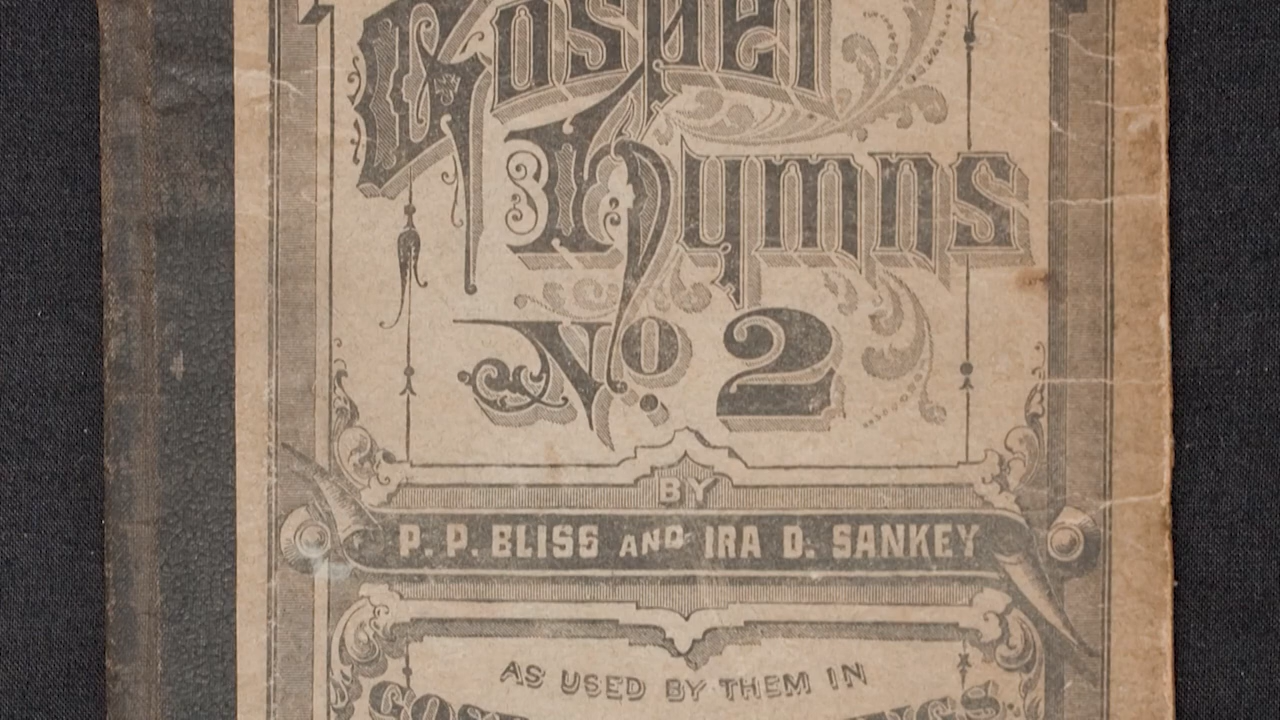 Gospel
Hymns
No. 2
BY
P. P. BLISS AND IRA D. SANKEY
AS USED BY THEM IN